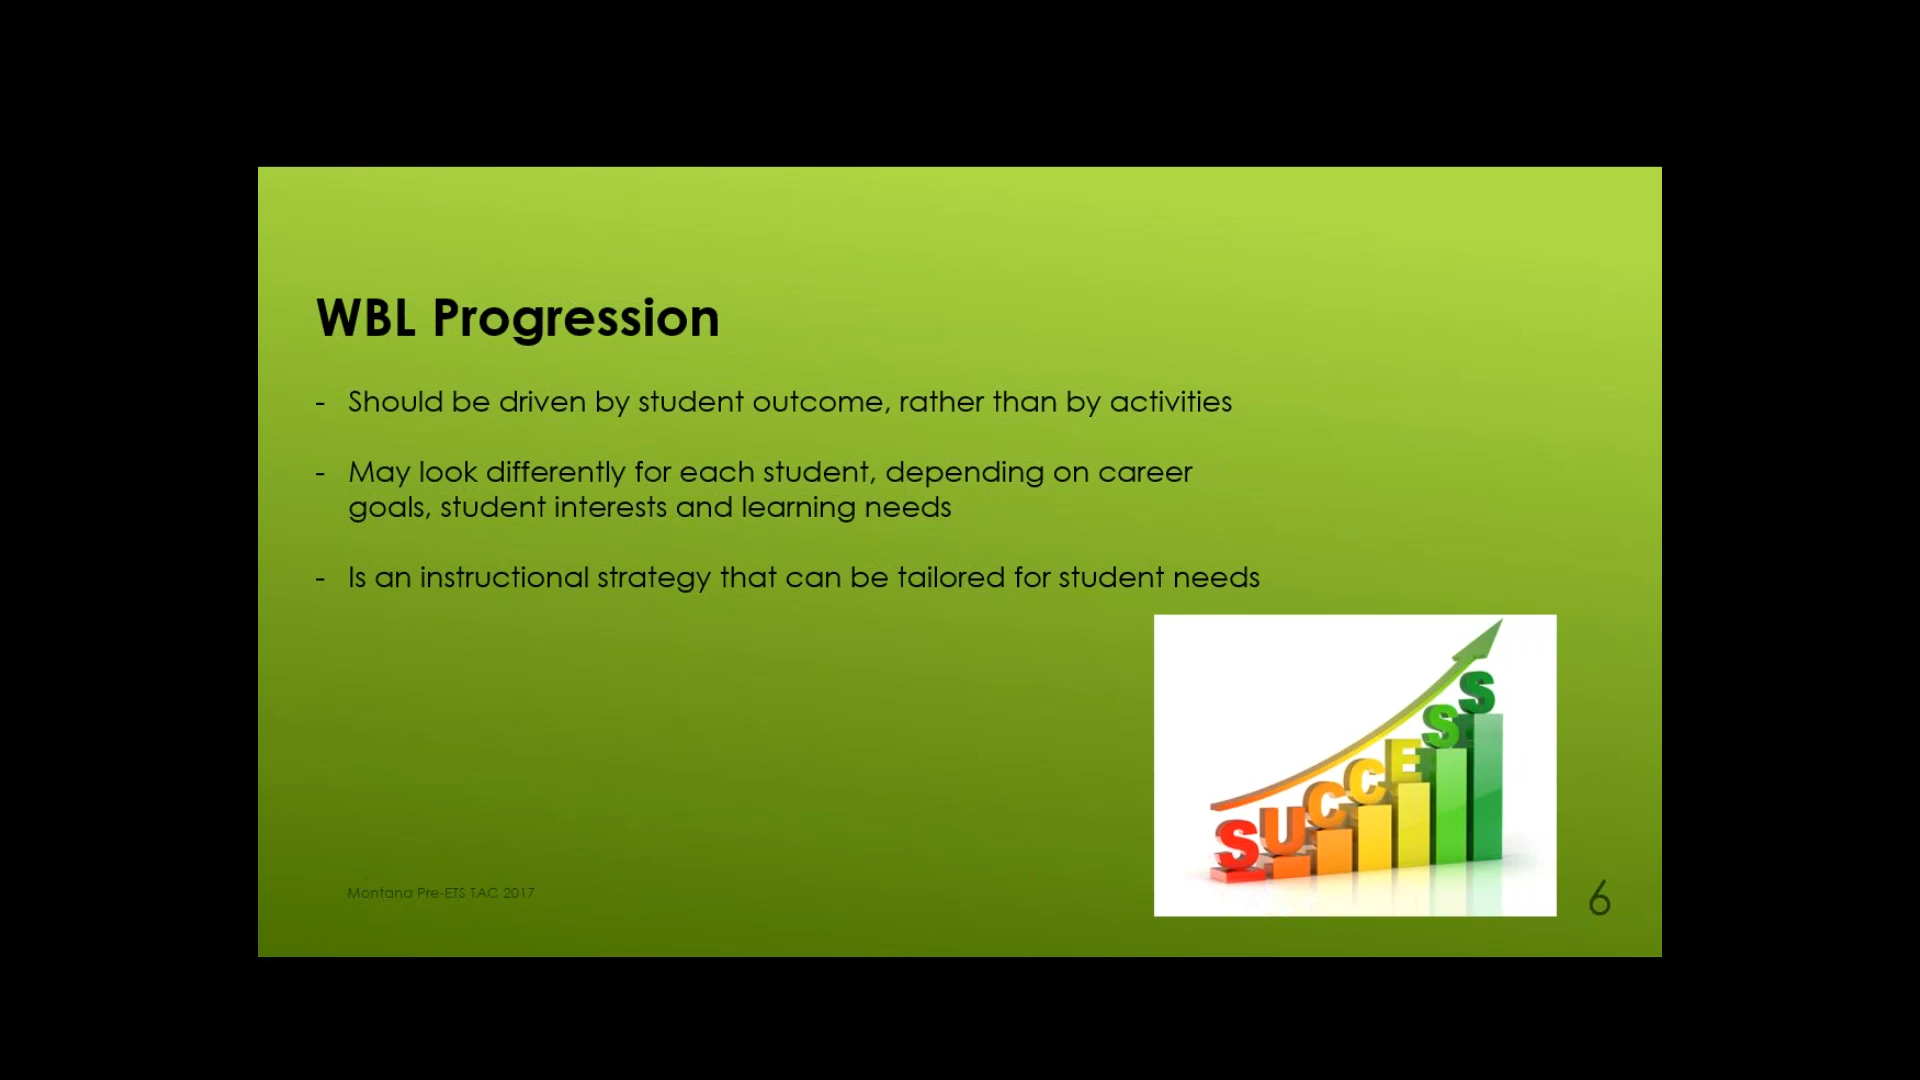 WBL Progression
- Should be driven by student outcome, rather than by activities
- May look differently for each student, depending on career
goals, student interests and learning needs
- Is an instructional strategy that can be tailored for student needs
SUCCESS
Montana Pre-ETS TAC 2017
6